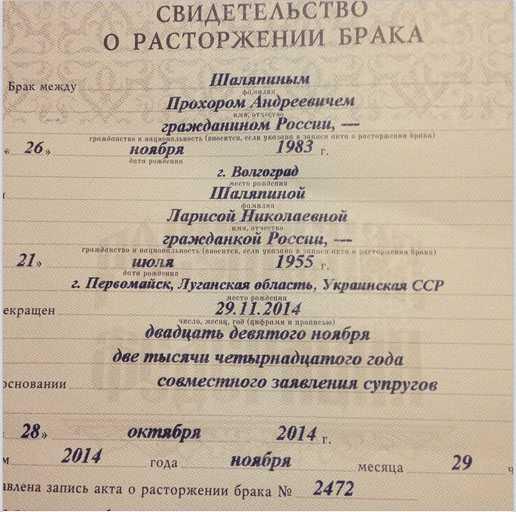 СВИДЕТЕЛЬСТВО
О РАСТОРЖЕНИИ БРАКА
Брак между Шаляпиным
фамилия
Прохором Андреевичем
имя, отчество
гражданином России, —
гражданство и национальность (вносится, если указано в записи акта о расторжении брака)
« 26 » ноября 1983 г.
дата рождения
г. Волгоград
место рождения
Шаляпиной
фамилия
Ларисой Николаевной
имя, отчество
гражданкой России, —
гражданство и национальность (вносится, если указано в записи акта о расторжении брака)
21 » июля 1955 г.
дата рождения
г. Первомайск, Луганская область, Украинская ССР
место рождения
екращен 29.11.2014
число, месяц, год (цифрами и прописью)
двадцать девятого ноября
две тысячи четырнадцатого года
основании совместного заявления супругов
28» октября 2014 г.
2014 года ноября месяца 29
авлена запись акта о расторжении брака № 2472